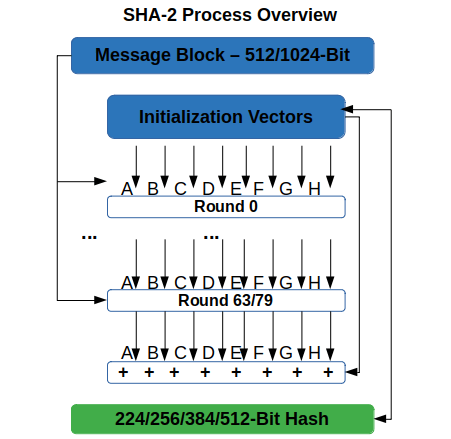 SHA-2 Process Overview
Message Block – 512/1024-Bit
Initialization Vectors
A B C D E F G H
Round 0
... ...
A B C D E F G H
Round 63/79
A B C D E F G H
+ + + + + + + +
224/256/384/512-Bit Hash